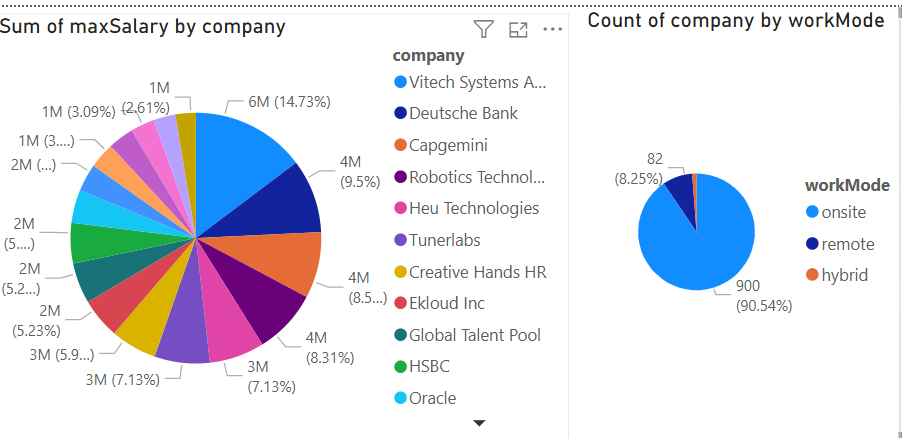 Sum of maxSalary by company
6M (14.73%)
4M
(9.5%)
4M
(8.5...)
4M
(8.31%)
3M
(7.13%)
3M (7.13%)
3M (5.9...)
2M
(5.23%)
2M
(5.2...)
2M
(5....)
2M (...)
1M (3....)
1M (3.09%)
1M
(2.61%)
company
Vitech Systems A...
Deutsche Bank
Capgemini
Robotics Technol...
Heu Technologies
Tunerlabs
Creative Hands HR
Ekloud Inc
Global Talent Pool
HSBC
Oracle
Count of company by workMode
82
(8.25%)
900
(90.54%)
workMode
onsite
remote
hybrid